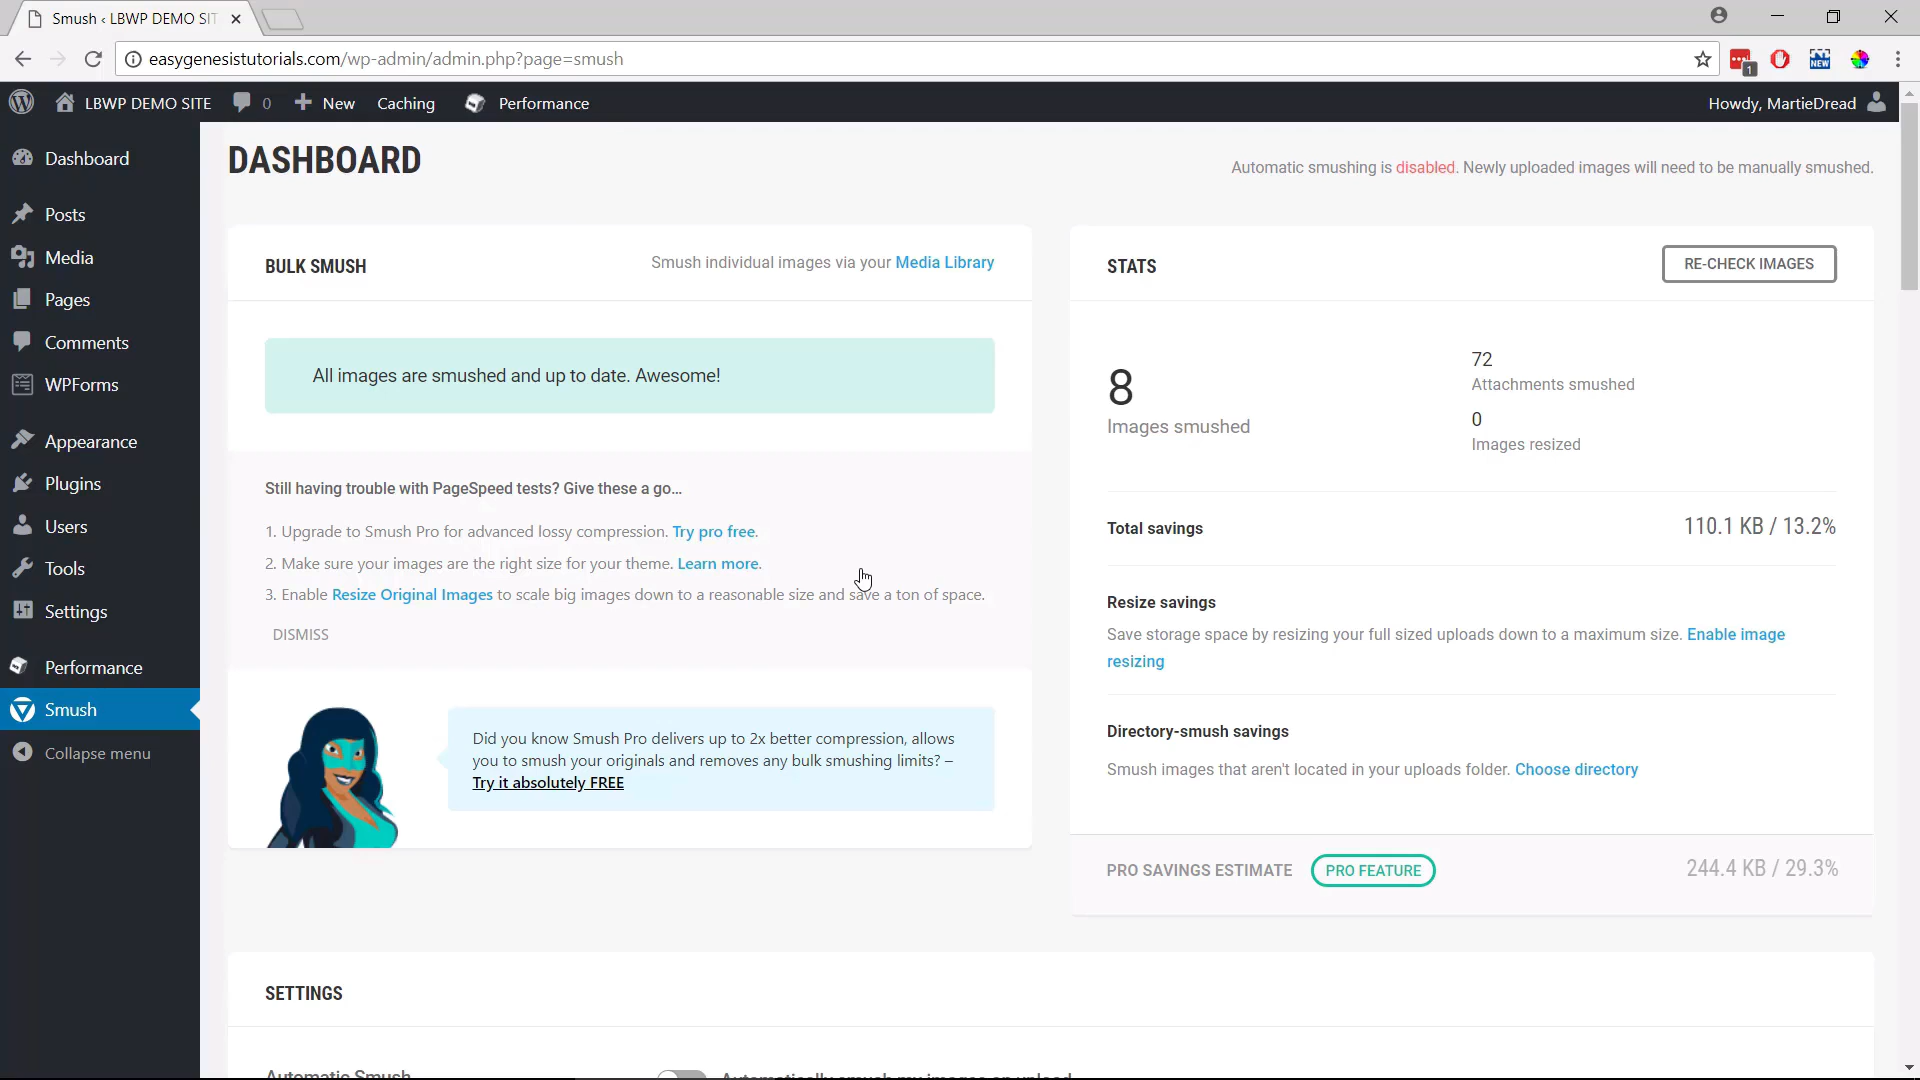 Smush ‹ LBWP DEMO SIT
easygenesistutorials.com/wp-admin/admin.php?page=smush
1
NEW
LBWP DEMO SITE
0
New
Caching
Performance
Howdy, MartieDread
Dashboard
Posts
Media
Pages
Comments
WPForms
Appearance
Plugins
Users
Tools
Settings
Performance
Smush
Collapse menu
DASHBOARD
Automatic smushing is disabled. Newly uploaded images will need to be manually smushed.
BULK SMUSH
Smush individual images via your Media Library
All images are smushed and up to date. Awesome!
Still having trouble with PageSpeed tests? Give these a go...
1. Upgrade to Smush Pro for advanced lossy compression. Try pro free.
2. Make sure your images are the right size for your theme. Learn more.
3. Enable Resize Original Images to scale big images down to a reasonable size and save a ton of space.
DISMISS
Did you know Smush Pro delivers up to 2x better compression, allows
you to smush your originals and removes any bulk smushing limits? –
Try it absolutely FREE
STATS
RE-CHECK IMAGES
8
Images smushed
72
Attachments smushed
0
Images resized
Total savings
110.1 KB / 13.2%
Resize savings
Save storage space by resizing your full sized uploads down to a maximum size. Enable image
resizing
Directory-smush savings
Smush images that aren't located in your uploads folder. Choose directory
PRO SAVINGS ESTIMATE
PRO FEATURE
244.4 KB / 29.3%
SETTINGS
Automatic Smush
Automatically smush my images on upload